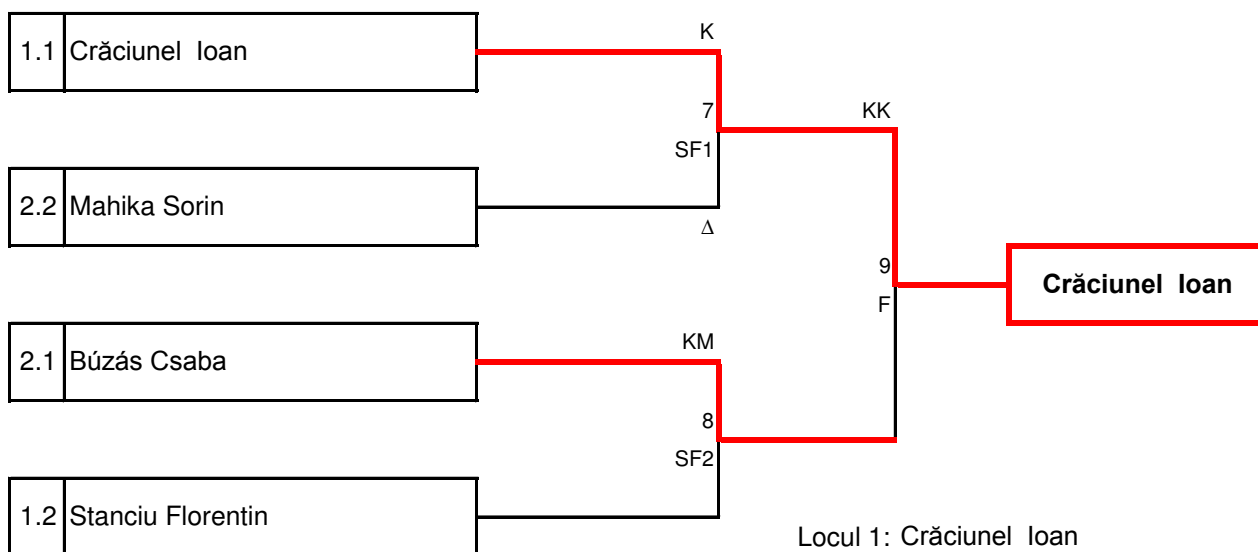 K
1.1 Crăciunel Ioan
7
KK
SF1
2.2 Mahika Sorin
Δ
9
Crăciunel Ioan
F
KM
2.1 Búzás Csaba
8
SF2
1.2 Stanciu Florentin
Locul 1: Crăciunel Ioan